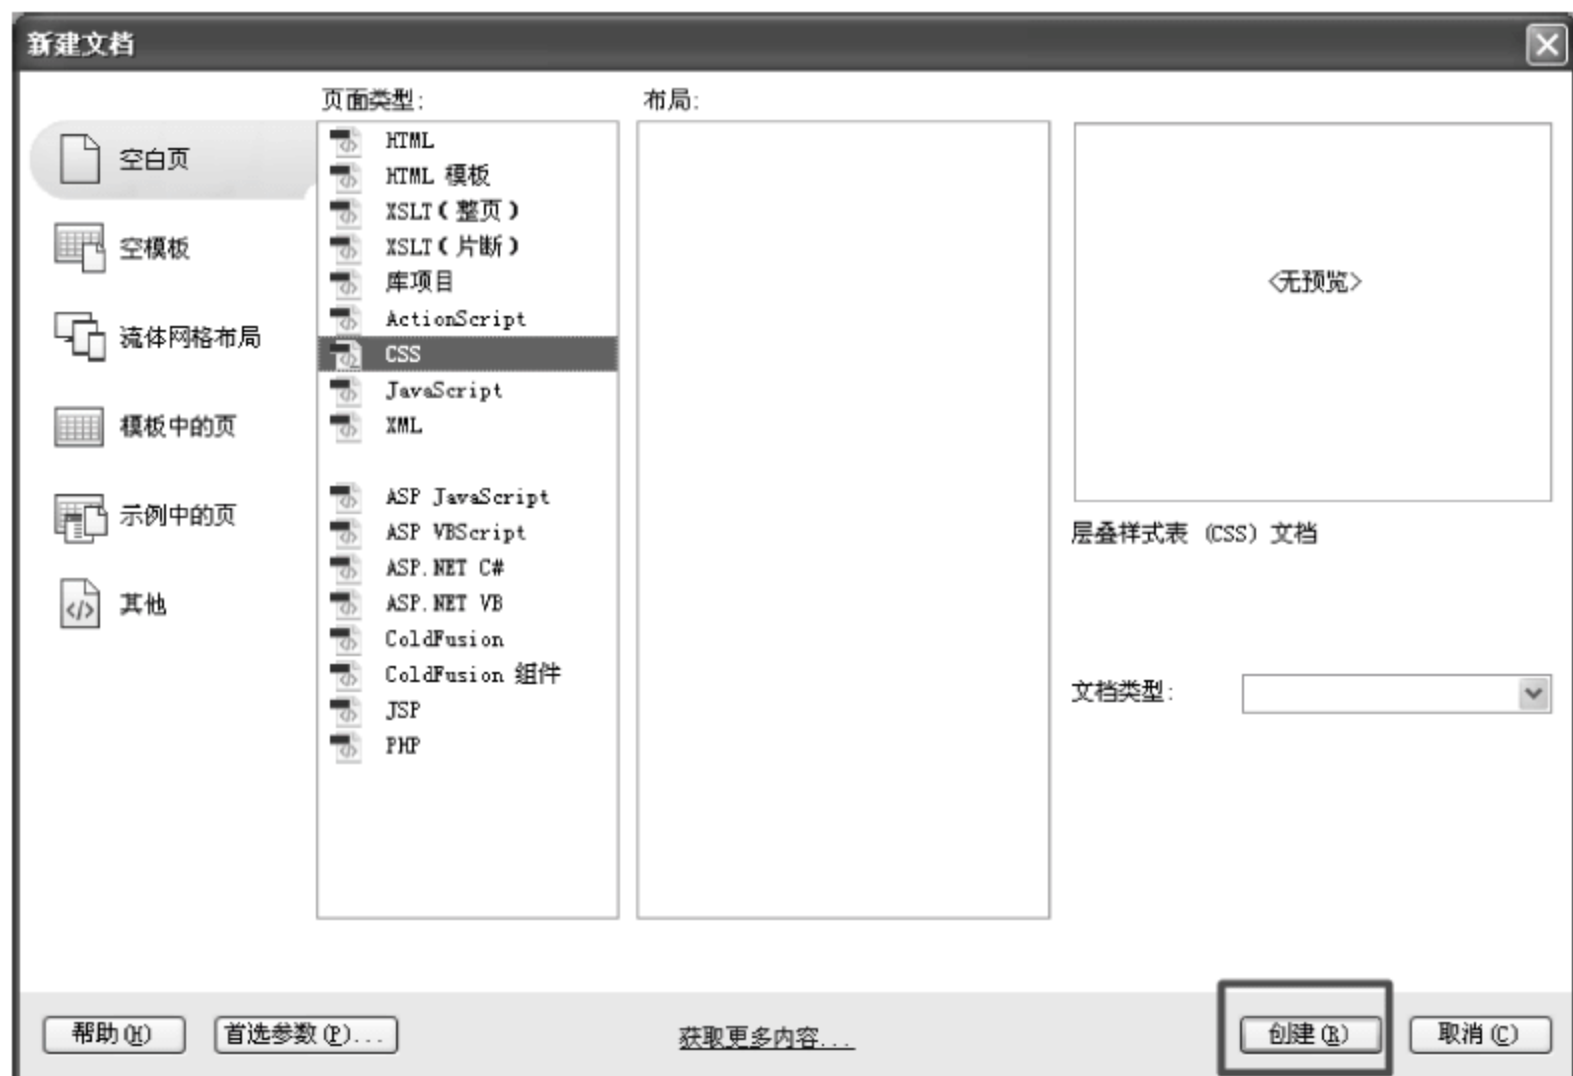 新建文档
页面类型:
布局:
空白页
空模板
流体网格布局
模板中的页
示例中的页
其他
HTML
HTML 模板
XSLT(整页)
XSLT(片断)
库项目
ActionScript
CSS
JavaScript
XML
ASP JavaScript
ASP VBScript
ASP.NET C#
ASP.NET VB
ColdFusion
ColdFusion 组件
JSP
PHP
<无预览>
层叠样式表 (CSS) 文档
文档类型:
帮助(H)
首选参数(P)...
获取更多内容...
创建(R)
取消(C)